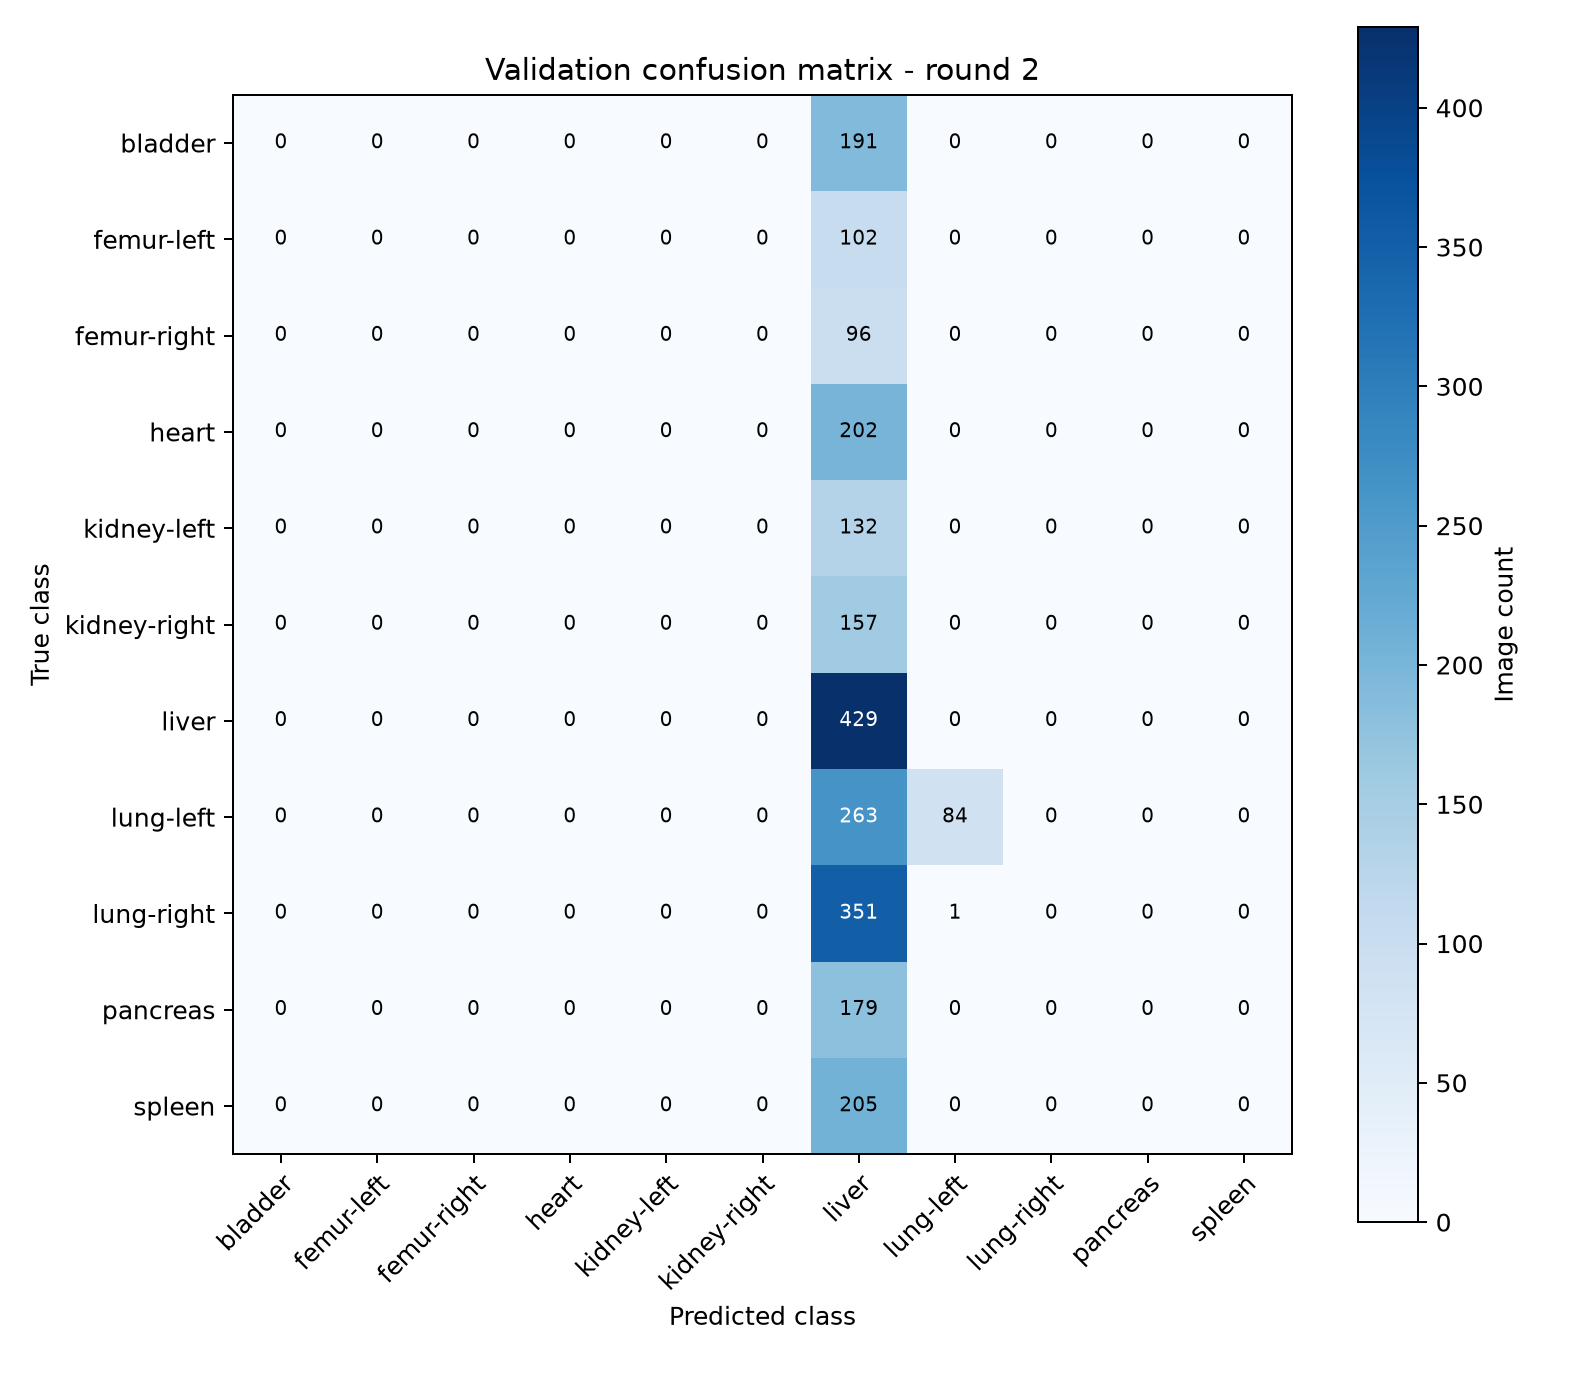 Validation confusion matrix - round 2
bladder 0 0 0 0 0 0 191 0 0 0 0
femur-left 0 0 0 0 0 0 102 0 0 0 0
femur-right 0 0 0 0 0 0 96 0 0 0 0
heart 0 0 0 0 0 0 202 0 0 0 0
kidney-left 0 0 0 0 0 0 132 0 0 0 0
kidney-right 0 0 0 0 0 0 157 0 0 0 0
liver 0 0 0 0 0 0 429 0 0 0 0
lung-left 0 0 0 0 0 0 263 84 0 0 0
lung-right 0 0 0 0 0 0 351 1 0 0 0
pancreas 0 0 0 0 0 0 179 0 0 0 0
spleen 0 0 0 0 0 0 205 0 0 0 0
bladder femur-left femur-right heart kidney-left kidney-right liver lung-left lung-right pancreas spleen
Predicted class
True class
400
350
300
250
200
150
100
50
0
Image count